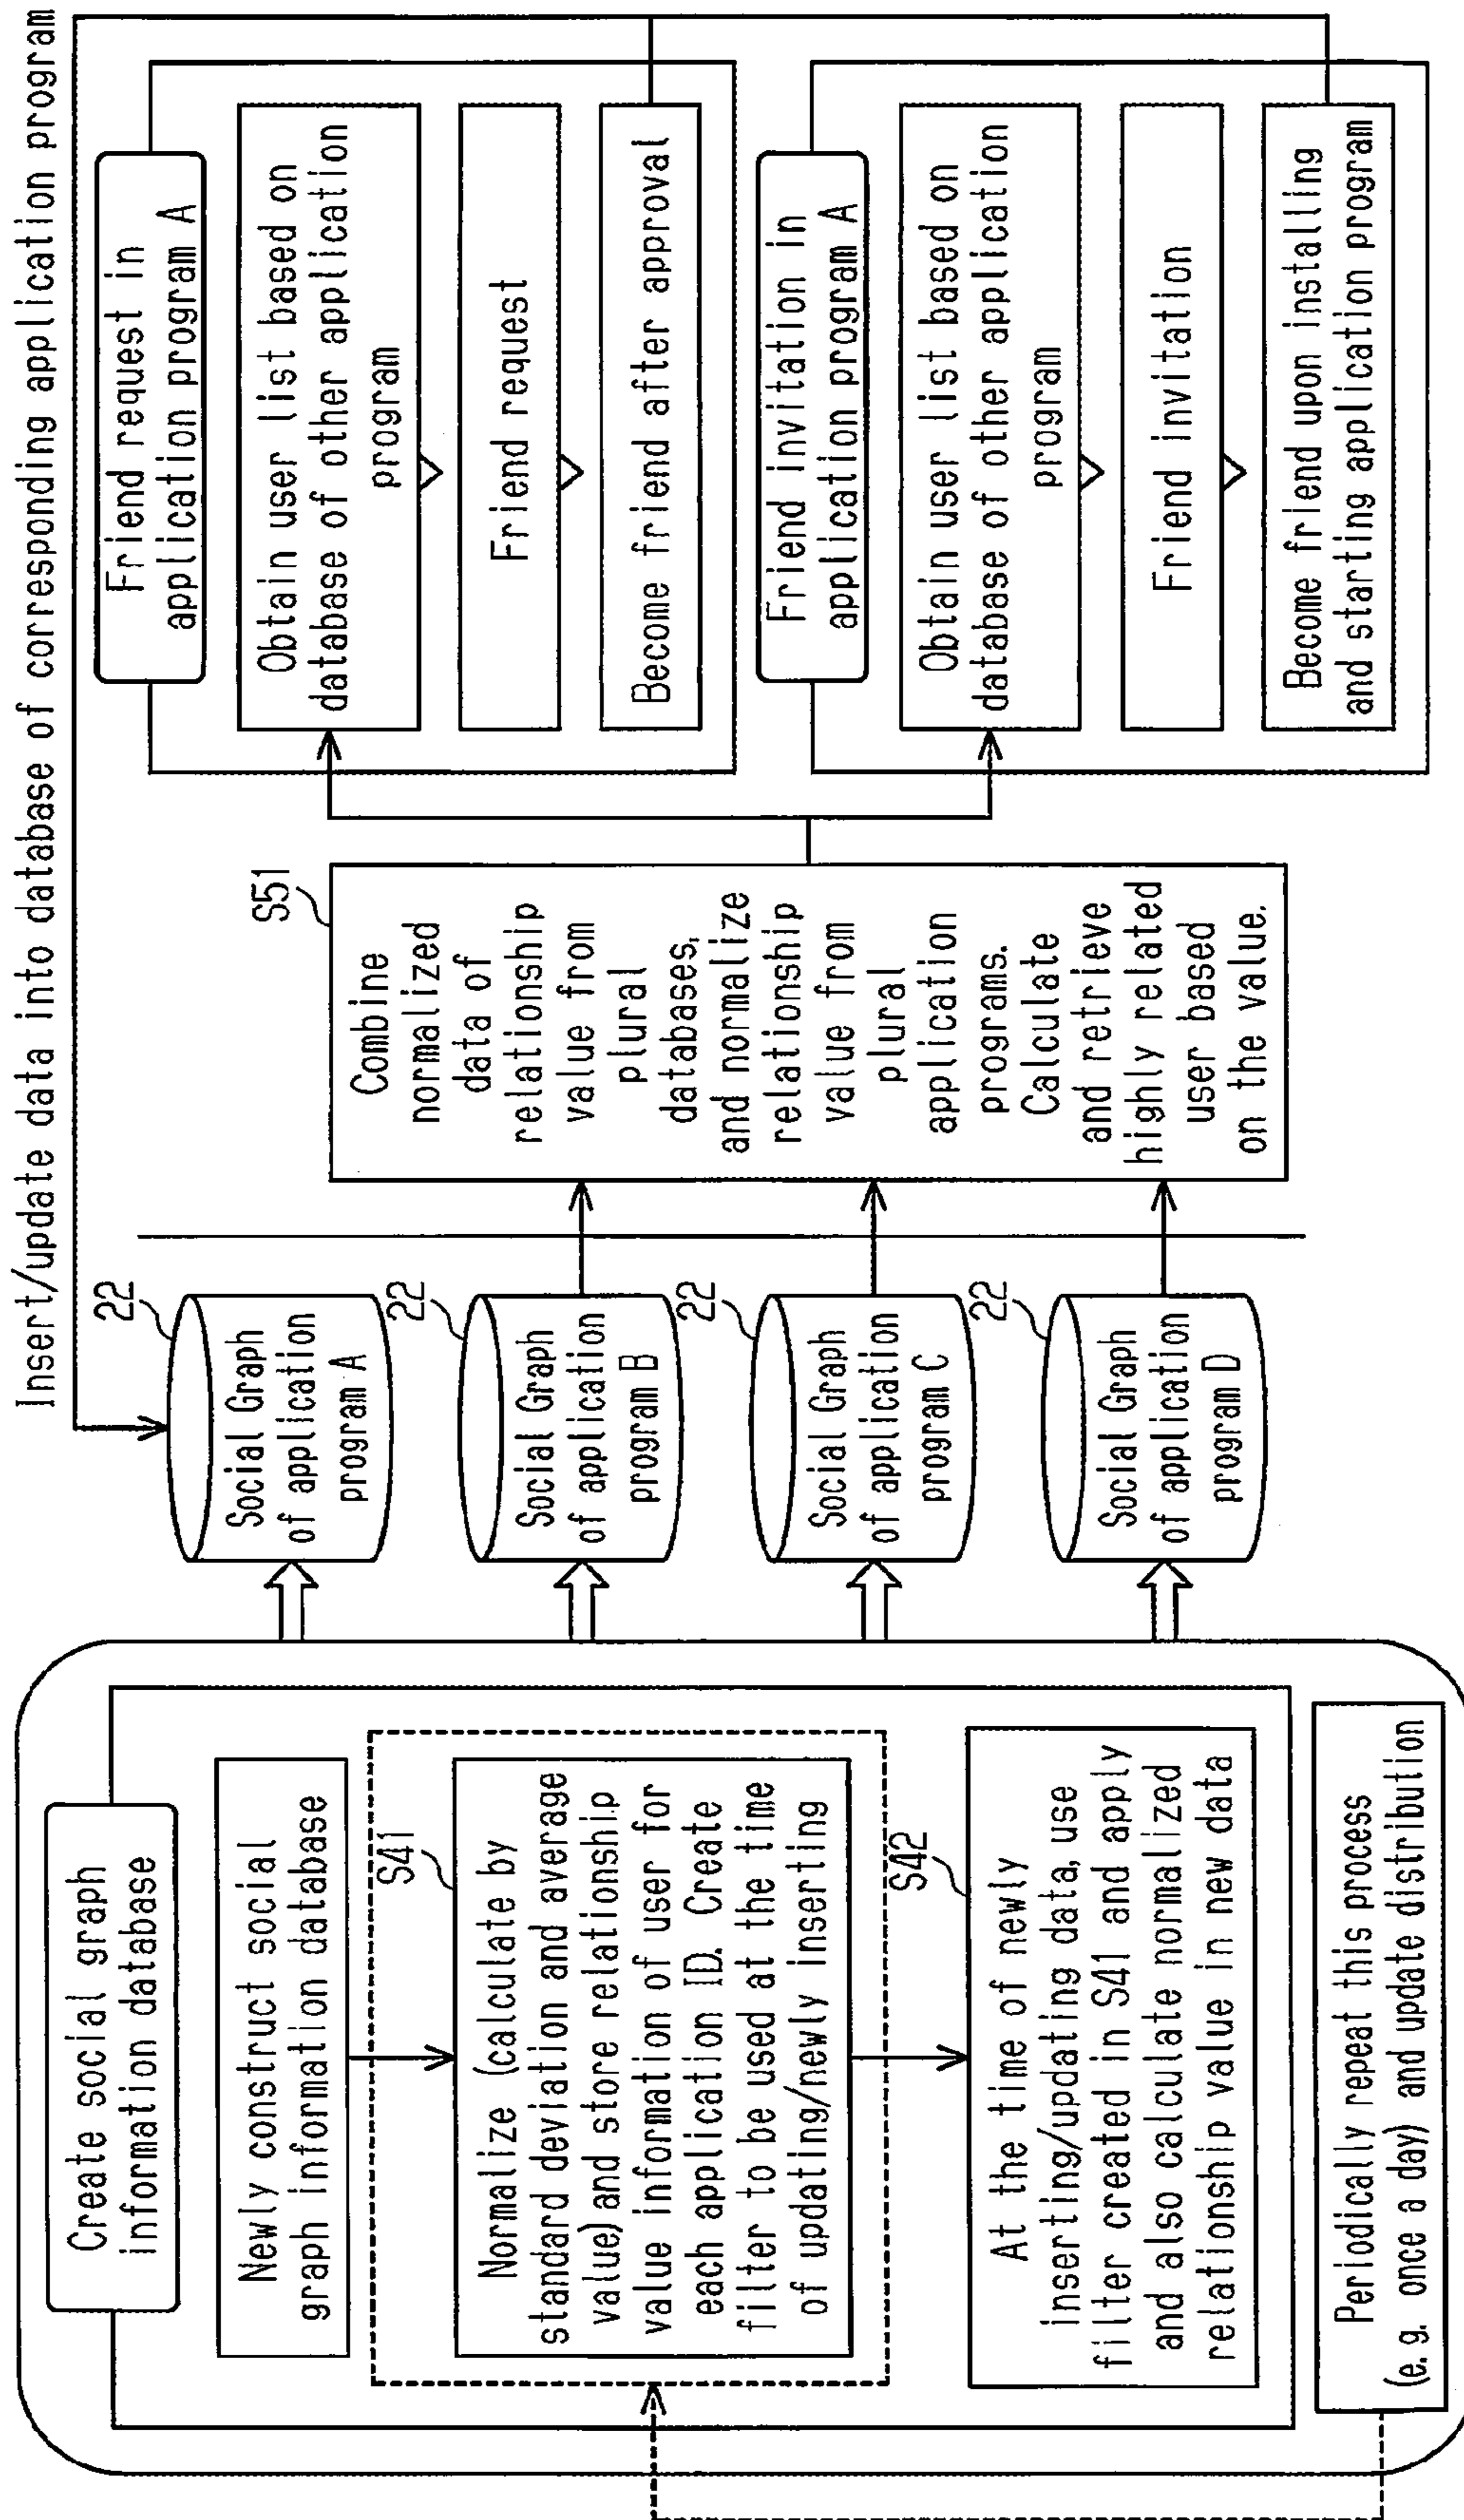 Insert/update data into database of corresponding application program
Create social graph
information database
Newly construct social
graph information database
S41
Normalize (calculate by
standard deviation and average
value) and store relationship
value information of user for
each application ID. Create
filter to be used at the time
of updating/newly inserting
S42
At the time of newly
inserting/updating data, use
filter created in S41 and apply
and also calculate normalized
relationship value in new data
Periodically repeat this process
(e.g. once a day) and update distribution
22
Social Graph
of application
program A
22
Social Graph
of application
program B
22
Social Graph
of application
program C
22
Social Graph
of application
program D
S51
Combine
normalized
data of
relationship
value from
plural
databases,
and normalize
relationship
value from
plural
application
programs.
Calculate
and retrieve
highly related
user based
on the value.
Friend request in
application program A
Obtain user list based on
database of other application
program
Friend request
Become friend after approval
Friend invitation in
application program A
Obtain user list based on
database of other application
program
Friend invitation
Become friend upon installing
and starting application program